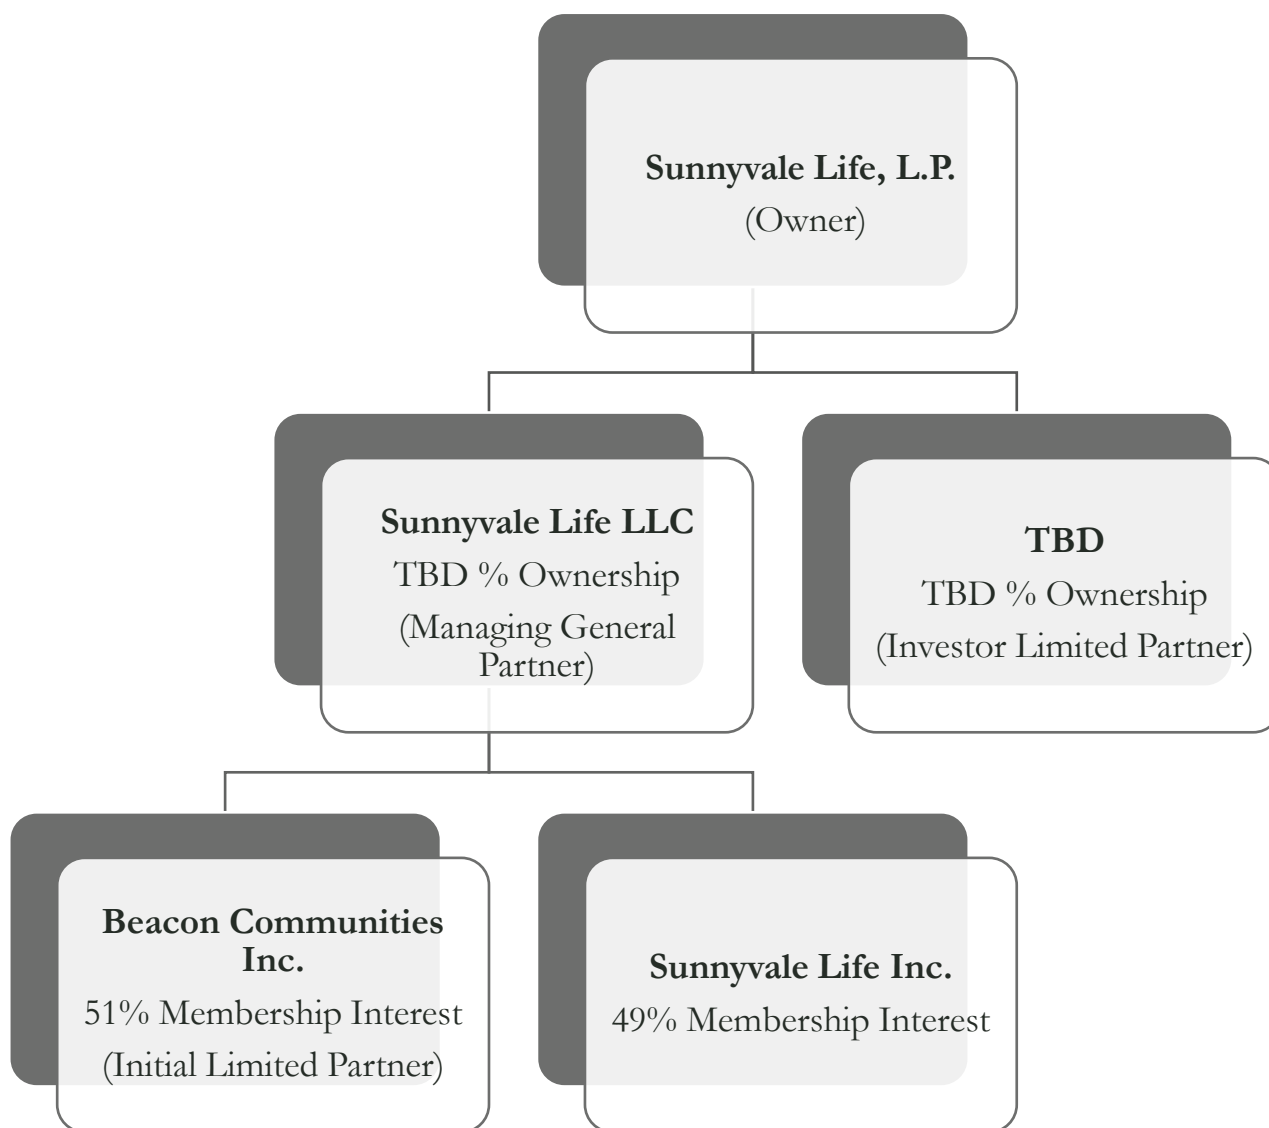 Sunnyvale Life, L.P.
(Owner)
Sunnyvale Life LLC
TBD % Ownership
(Managing General
Partner)
TBD
TBD % Ownership
(Investor Limited Partner)
Beacon Communities
Inc.
51% Membership Interest
(Initial Limited Partner)
Sunnyvale Life Inc.
49% Membership Interest